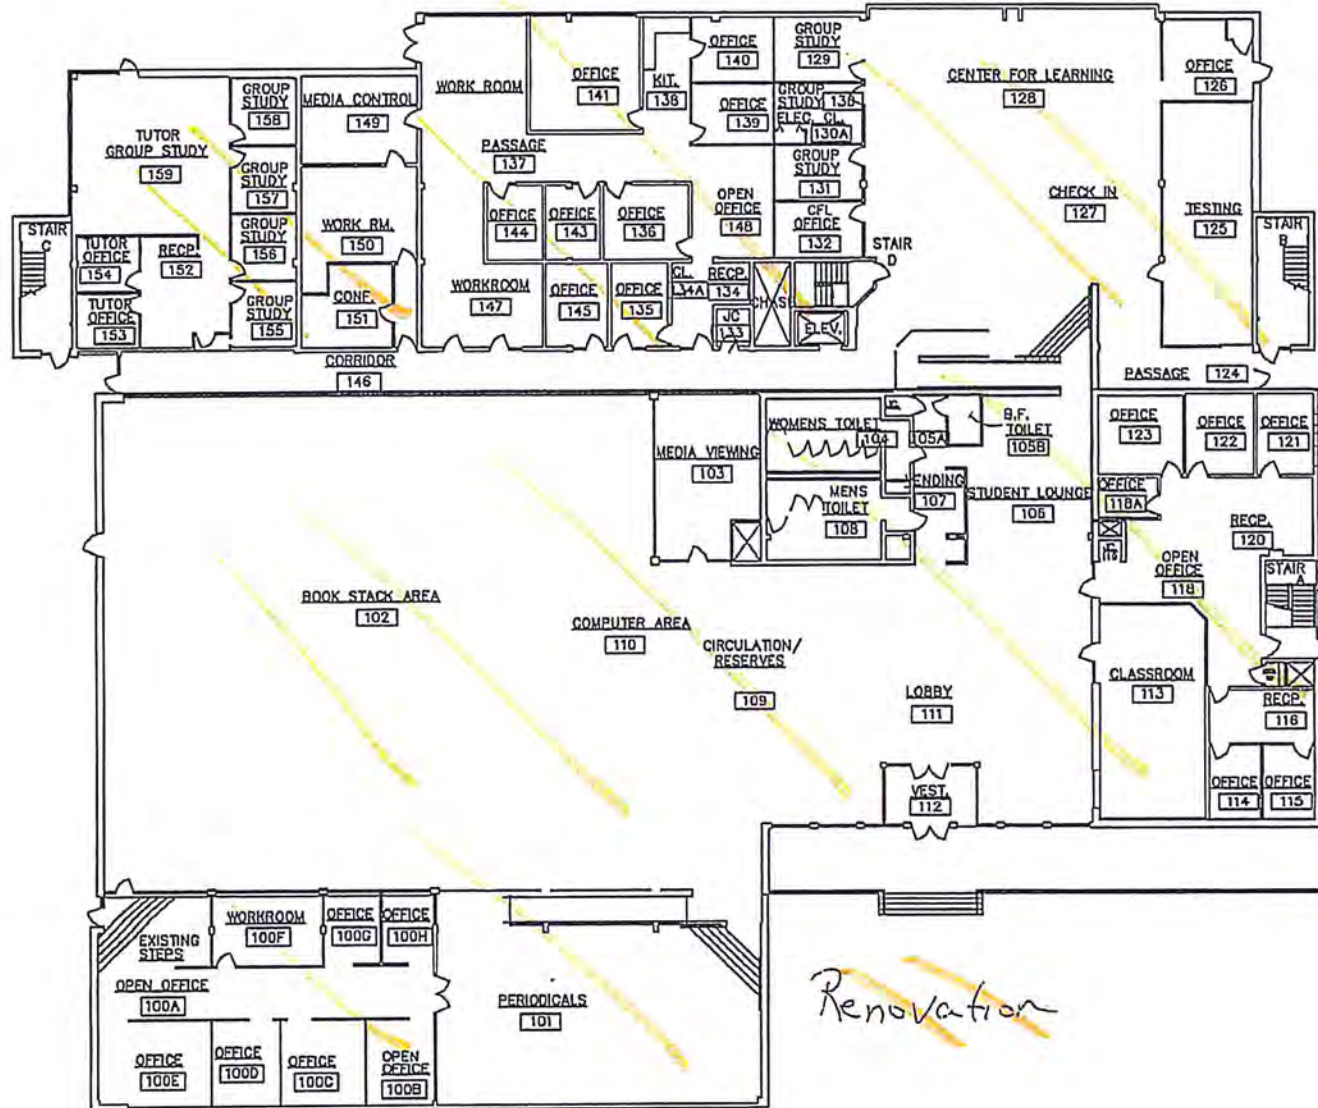 OFFICE
140
GROUP
STUDY
129
CENTER FOR LEARNING
128
OFFICE
126
WORK ROOM
OFFICE
141
KIT.
138
OFFICE
139
GROUP
STUDY
130
ELEC. CL.
130A
GROUP
STUDY
158
MEDIA CONTROL
149
TUTOR
GROUP STUDY
159
PASSAGE
137
GROUP
STUDY
131
GROUP
STUDY
157
CHECK IN
127
TESTING
125
OFFICE
144
OFFICE
143
OFFICE
136
OPEN
OFFICE
148
CFL
OFFICE
132
STAIR
D
STAIR
C
STAIR
B
GROUP
STUDY
156
WORK RM.
150
TUTOR
OFFICE
154
RECP.
152
TUTOR
OFFICE
153
GROUP
STUDY
155
CONF.
151
WORKROOM
147
OFFICE
145
OFFICE
135
CL.
134A
RECP.
134
JC
133
ELEV.
CORRIDOR
146
PASSAGE 124
OFFICE
123
OFFICE
122
OFFICE
121
WOMENS TOILET
104
105A
B.F.
TOILET
105B
MEDIA VIEWING
103
MENS
TOILET
108
VENDING
107
STUDENT LOUNGE
106
OFFICE
118A
RECP.
120
OPEN
OFFICE
118
STAIR
A
BOOK STACK AREA
102
COMPUTER AREA
110
CIRCULATION/
RESERVES
109
LOBBY
111
CLASSROOM
113
RECP.
116
VEST.
112
OFFICE
114
OFFICE
115
EXISTING
STEPS
WORKROOM
100F
OFFICE
100G
OFFICE
100H
OPEN OFFICE
100A
PERIODICALS
101
OFFICE
100E
OFFICE
100D
OFFICE
100C
OPEN
OFFICE
100B
Renovation